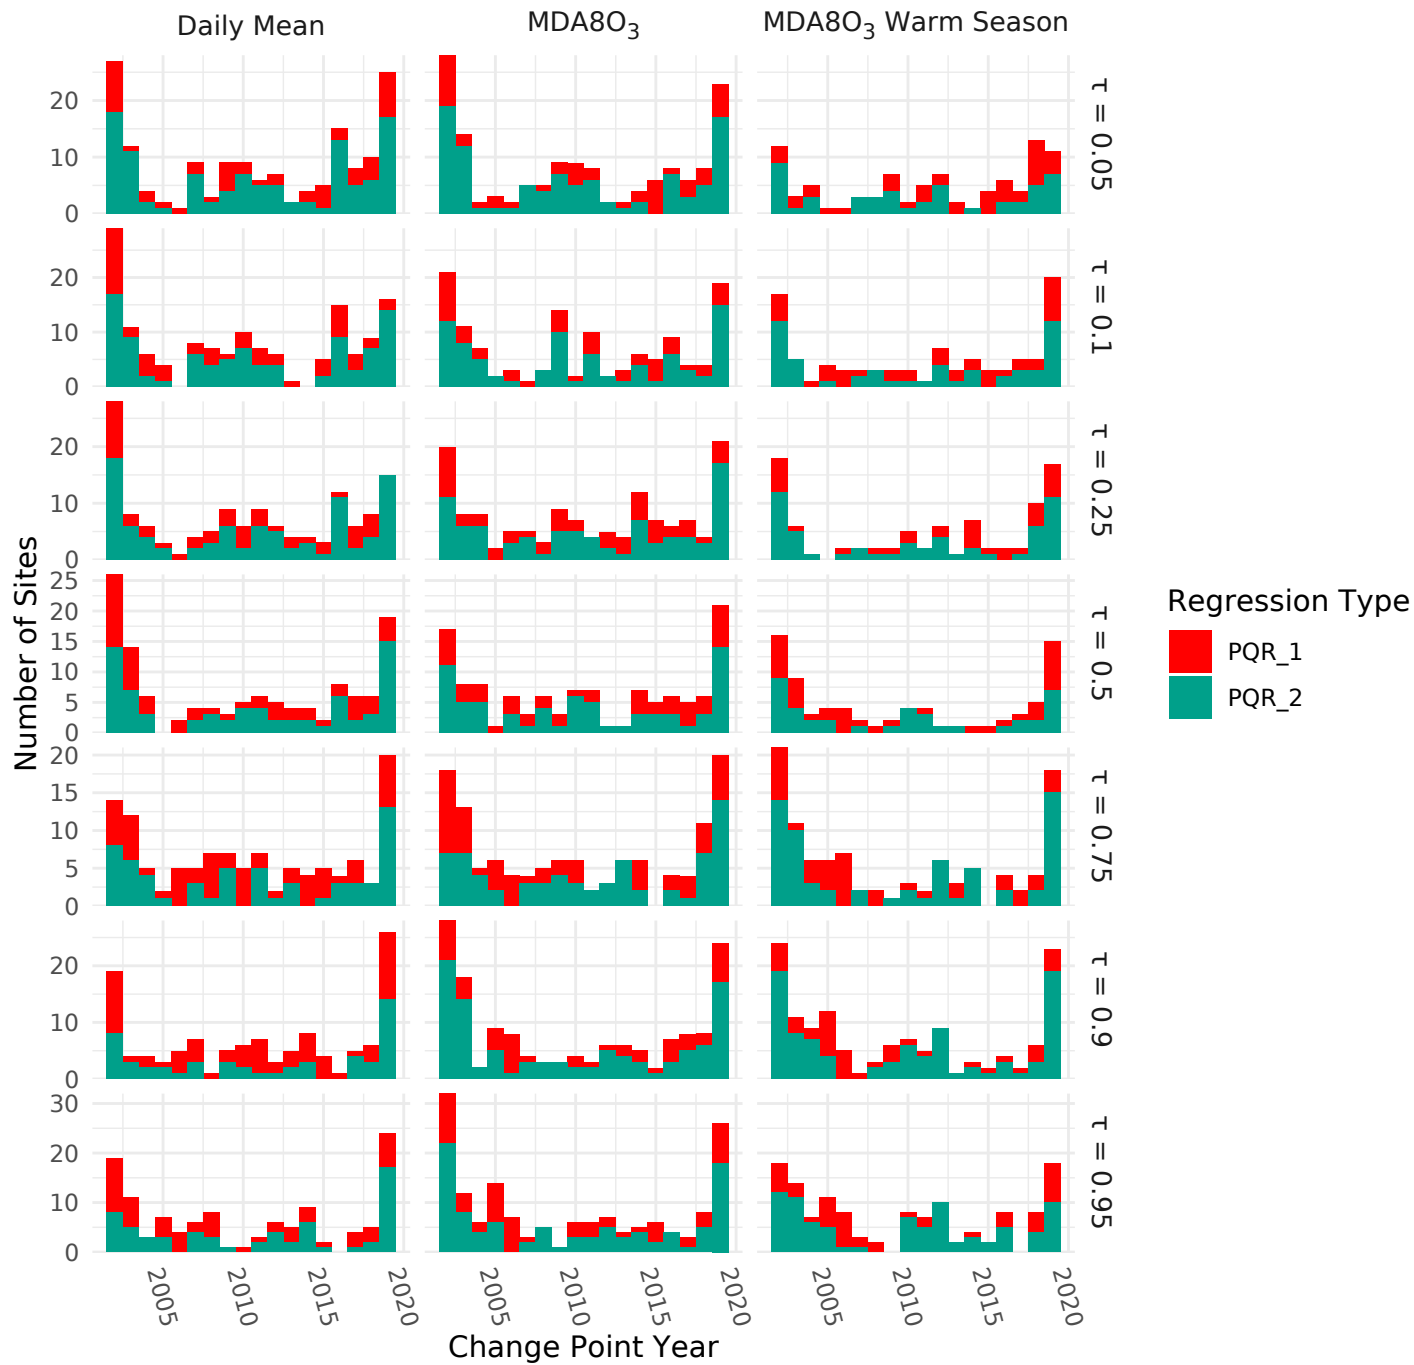 Daily Mean
MDA8O₃
MDA8O₃ Warm Season
Number of Sites
20
10
0
τ = 0.05
20
10
0
τ = 0.1
20
10
0
τ = 0.25
25
20
15
10
5
0
τ = 0.5
20
15
10
5
0
τ = 0.75
20
10
0
τ = 0.9
30
20
10
0
τ = 0.95
2005
2010
2015
2020
2005
2010
2015
2020
2005
2010
2015
2020
Change Point Year
Regression Type
PQR_1
PQR_2